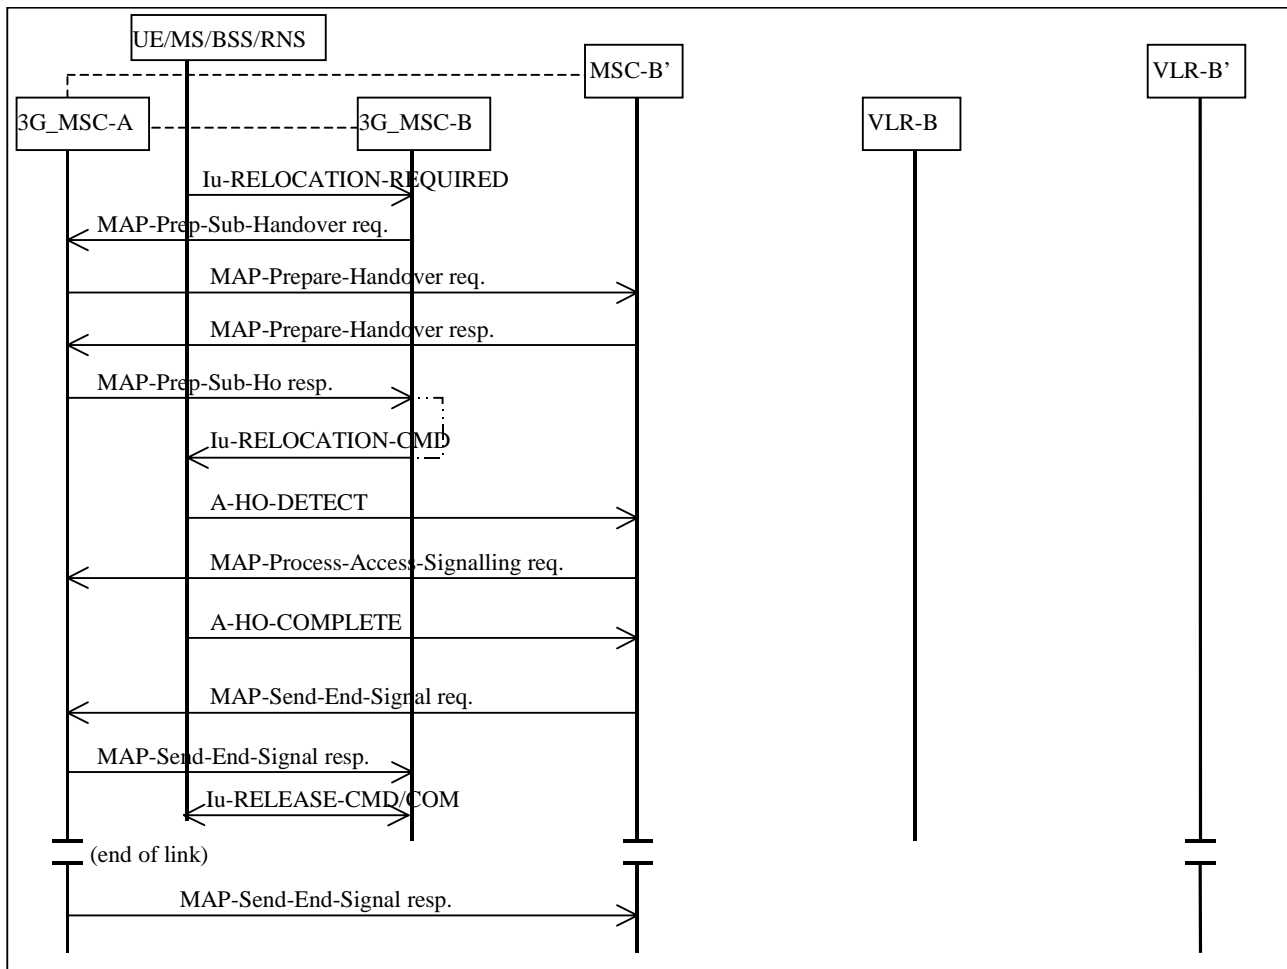 UE/MS/BSS/RNS
MSC-B’
VLR-B’
3G_MSC-A
3G_MSC-B
VLR-B
Iu-RELOCATION-REQUIRED
MAP-Prep-Sub-Handover req.
MAP-Prepare-Handover req.
MAP-Prepare-Handover resp.
MAP-Prep-Sub-Ho resp.
Iu-RELOCATION-CMD
A-HO-DETECT
MAP-Process-Access-Signalling req.
A-HO-COMPLETE
MAP-Send-End-Signal req.
MAP-Send-End-Signal resp.
Iu-RELEASE-CMD/COM
(end of link)
MAP-Send-End-Signal resp.